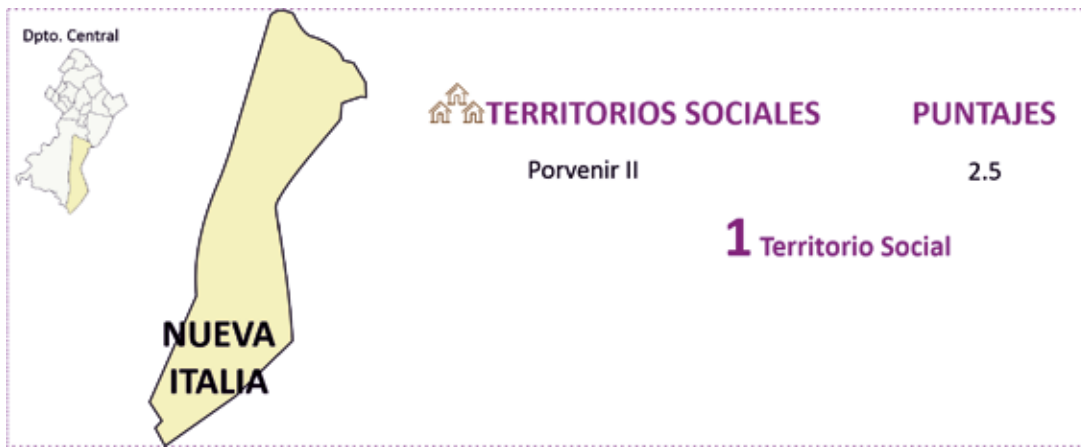 Dpto. Central
TERRITORIOS SOCIALES PUNTAJES
Porvenir II 2.5
1 Territorio Social
NUEVA
ITALIA